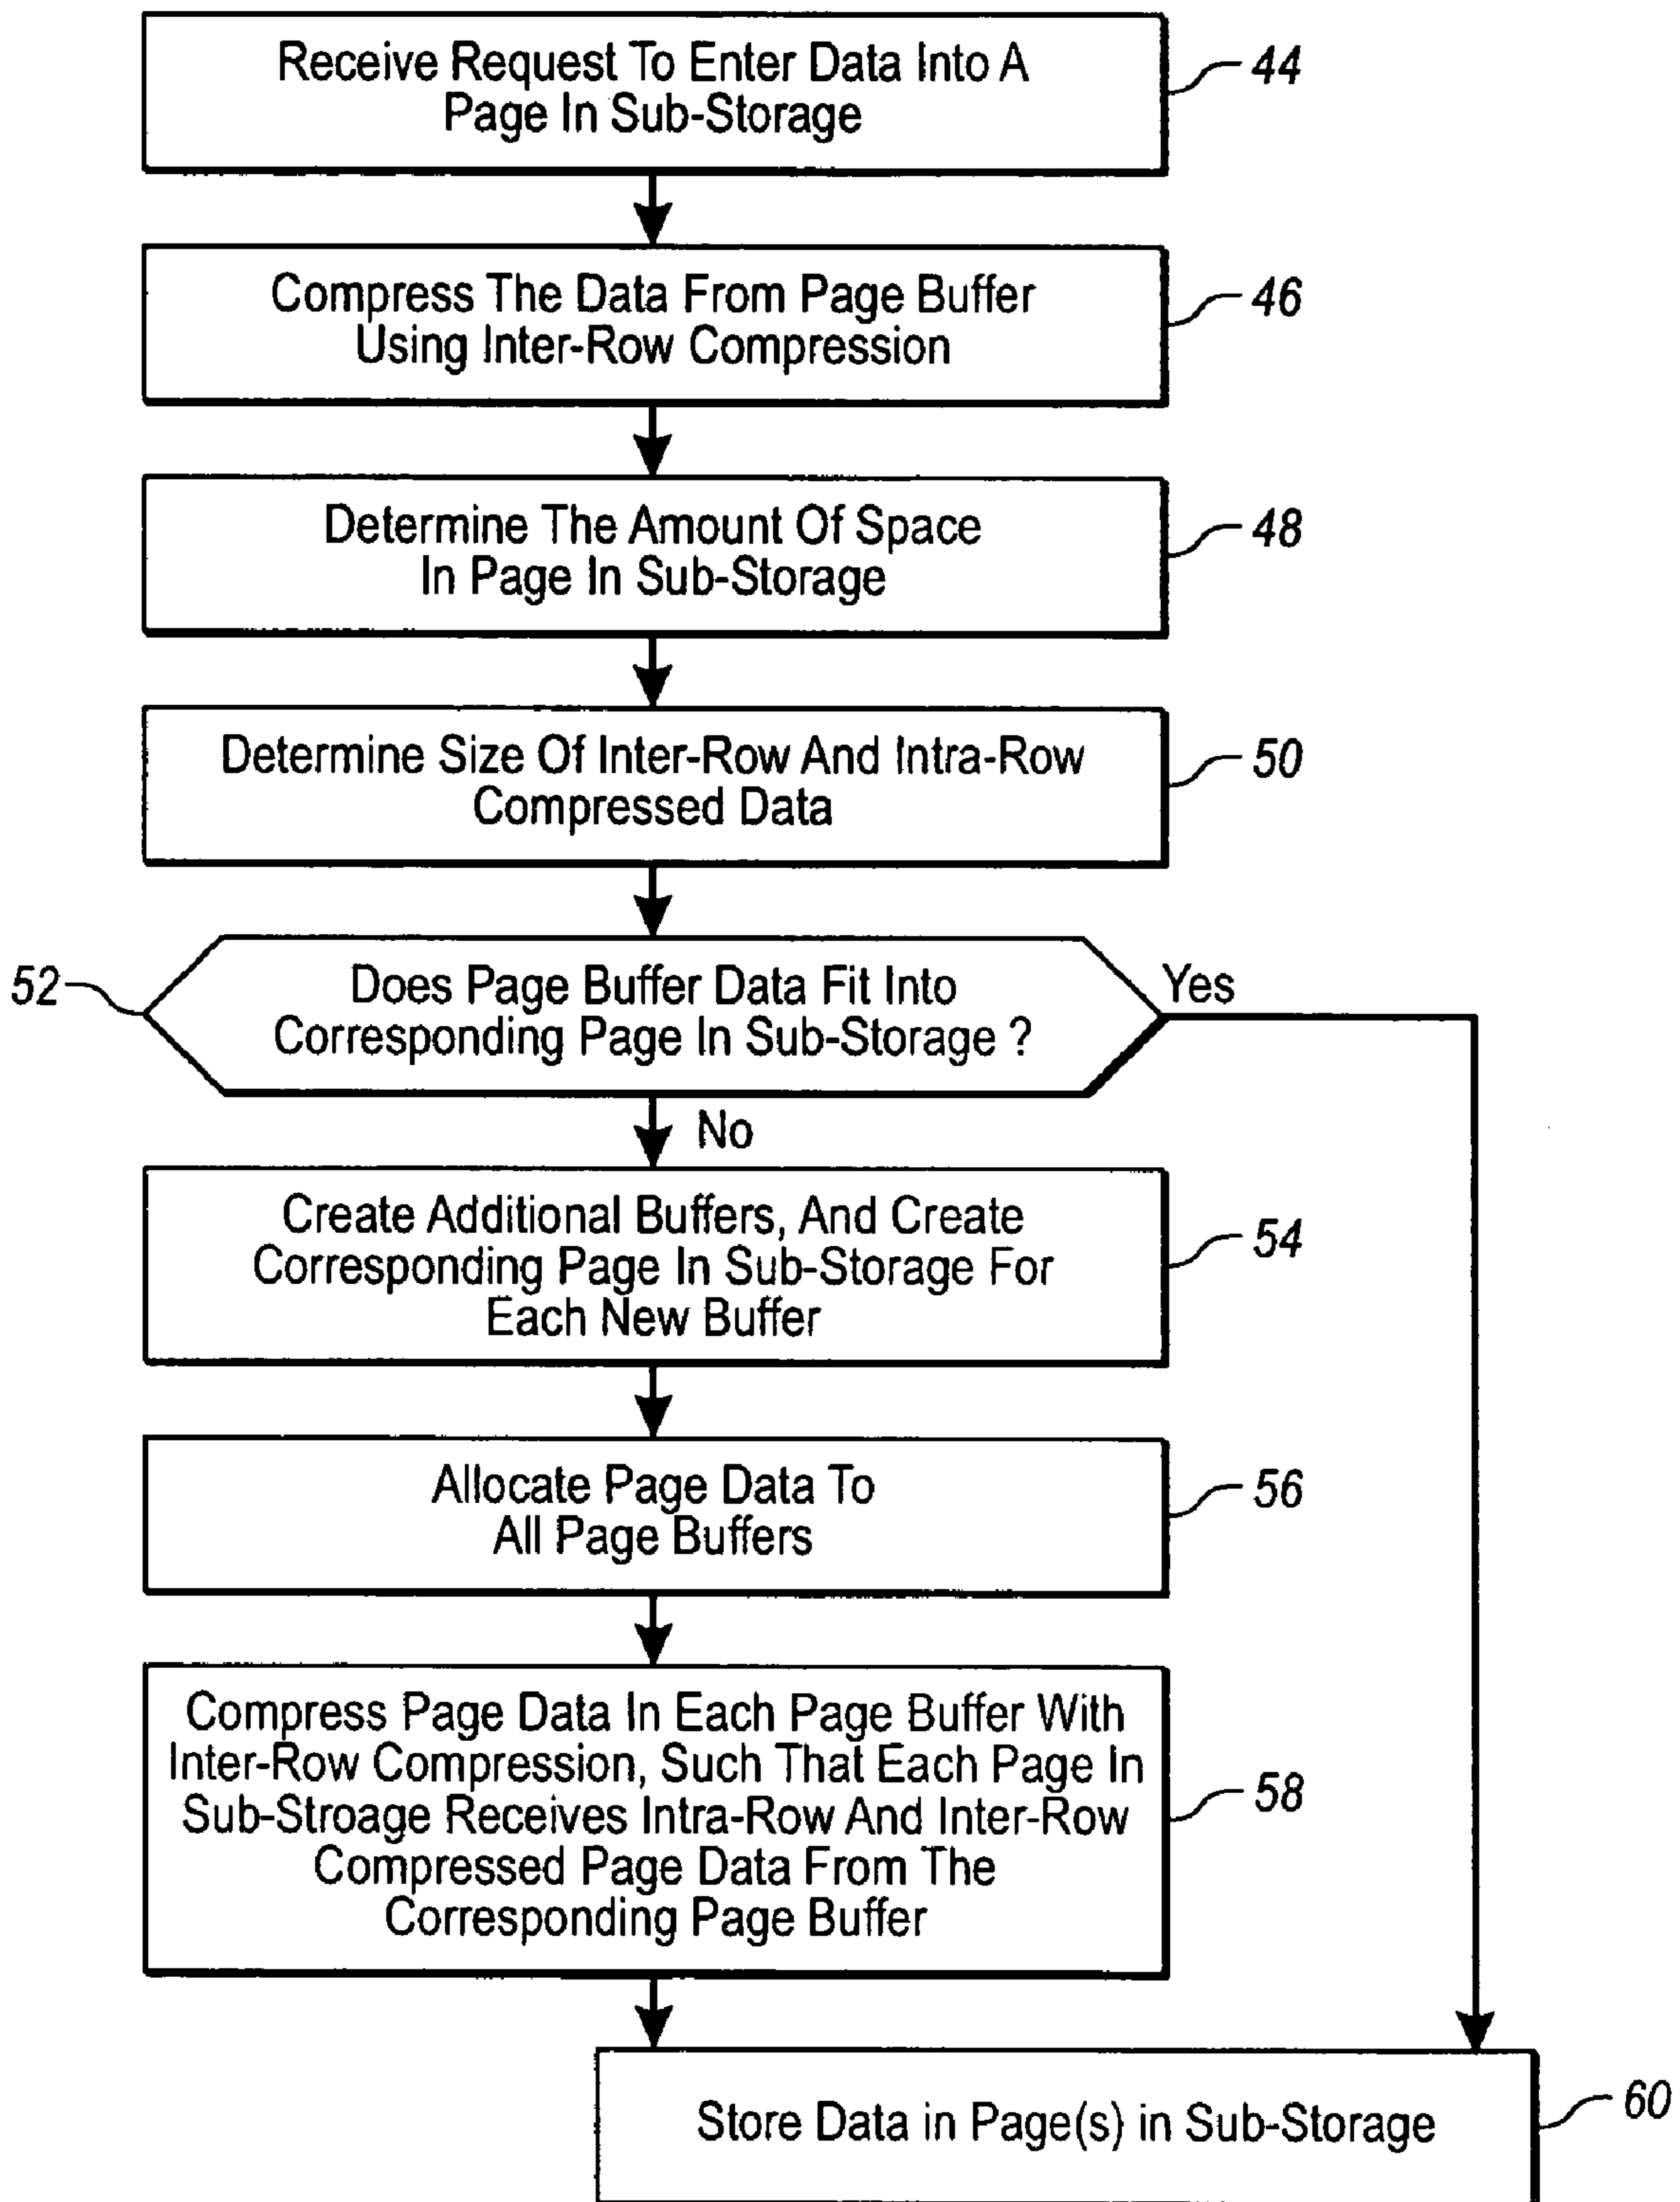 Receive Request To Enter Data Into A
Page In Sub-Storage
44
Compress The Data From Page Buffer
Using Inter-Row Compression
46
Determine The Amount Of Space
In Page In Sub-Storage
48
Determine Size Of Inter-Row And Intra-Row
Compressed Data
50
52
Does Page Buffer Data Fit Into
Corresponding Page In Sub-Storage ?
Yes
No
Create Additional Buffers, And Create
Corresponding Page In Sub-Storage For
Each New Buffer
54
Allocate Page Data To
All Page Buffers
56
Compress Page Data In Each Page Buffer With
Inter-Row Compression, Such That Each Page In
Sub-Stroage Receives Intra-Row And Inter-Row
Compressed Page Data From The
Corresponding Page Buffer
58
Store Data in Page(s) in Sub-Storage
60